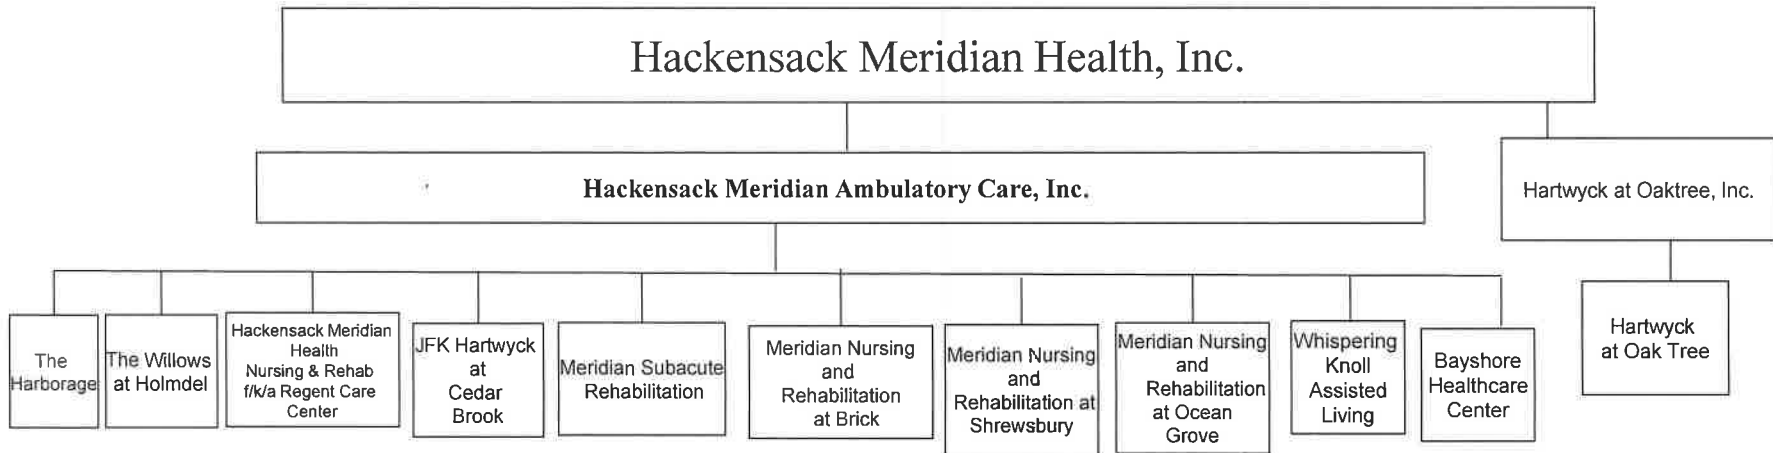 Hackensack Meridian Health, Inc.
Hackensack Meridian Ambulatory Care, Inc.
Hartwyck at Oaktree, Inc.
The
Harborage
The Willows
at Holmdel
Hackensack Meridian
Health
Nursing & Rehab
f/k/a Regent Care
Center
JFK Hartwyck
at
Cedar
Brook
Meridian Subacute
Rehabilitation
Meridian Nursing
and
Rehabilitation
at Brick
Meridian Nursing
and
Rehabilitation at
Shrewsbury
Meridian Nursing
and
Rehabilitation
at Ocean
Grove
Whispering
Knoll
Assisted
Living
Bayshore
Healthcare
Center
Hartwyck
at Oak Tree